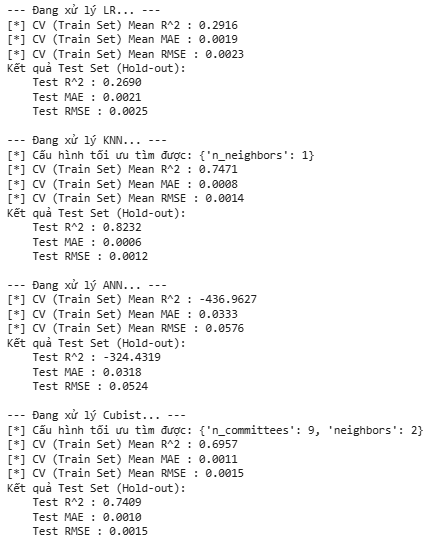 --- Đang xử lý LR... ---
[*] CV (Train Set) Mean R^2 : 0.2916
[*] CV (Train Set) Mean MAE : 0.0019
[*] CV (Train Set) Mean RMSE : 0.0023
Kết quả Test Set (Hold-out):
    Test R^2 : 0.2690
    Test MAE : 0.0021
    Test RMSE : 0.0025

--- Đang xử lý KNN... ---
[*] Cấu hình tối ưu tìm được: {'n_neighbors': 1}
[*] CV (Train Set) Mean R^2 : 0.7471
[*] CV (Train Set) Mean MAE : 0.0008
[*] CV (Train Set) Mean RMSE : 0.0014
Kết quả Test Set (Hold-out):
    Test R^2 : 0.8232
    Test MAE : 0.0006
    Test RMSE : 0.0012

--- Đang xử lý ANN... ---
[*] CV (Train Set) Mean R^2 : -436.9627
[*] CV (Train Set) Mean MAE : 0.0333
[*] CV (Train Set) Mean RMSE : 0.0576
Kết quả Test Set (Hold-out):
    Test R^2 : -324.4319
    Test MAE : 0.0318
    Test RMSE : 0.0524

--- Đang xử lý Cubist... ---
[*] Cấu hình tối ưu tìm được: {'n_committees': 9, 'neighbors': 2}
[*] CV (Train Set) Mean R^2 : 0.6957
[*] CV (Train Set) Mean MAE : 0.0011
[*] CV (Train Set) Mean RMSE : 0.0015
Kết quả Test Set (Hold-out):
    Test R^2 : 0.7409
    Test MAE : 0.0010
    Test RMSE : 0.0015